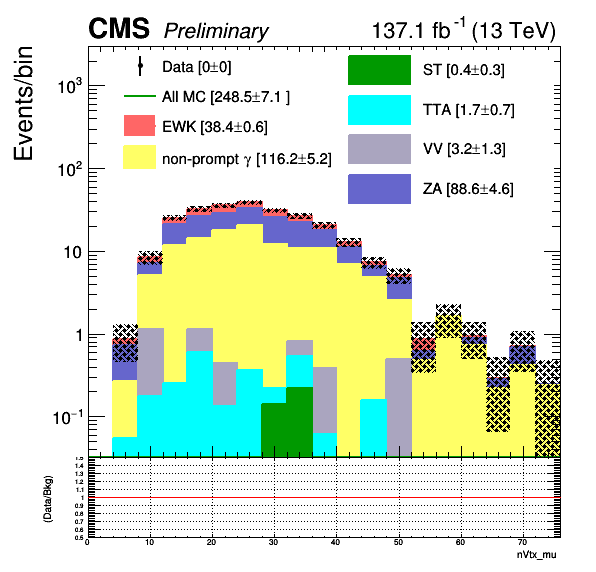 CMS Preliminary 137.1 fb⁻¹ (13 TeV)
Events/bin
Data [0±0]
All MC [248.5±7.1 ]
EWK [38.4±0.6]
non-prompt γ [116.2±5.2]
ST [0.4±0.3]
TTA [1.7±0.7]
VV [3.2±1.3]
ZA [88.6±4.6]
10³
10²
10
1
10⁻¹
(Data/Bkg)
1.5
1.4
1.3
1.2
1.1
1
0.9
0.8
0.7
0.6
0.5
0 10 20 30 40 50 60 70
nVtx_mu